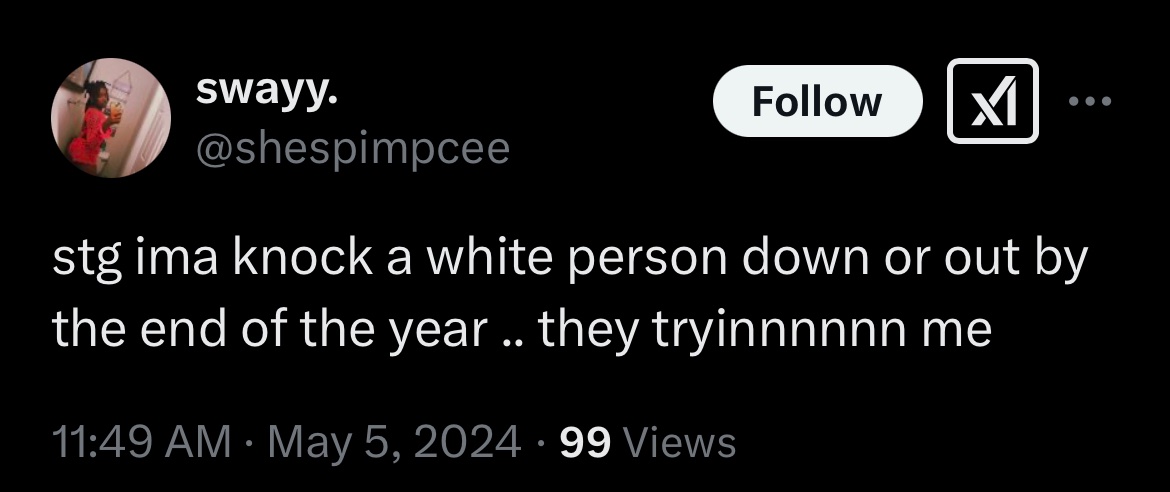 swayy.
@shespimpcee
Follow
stg ima knock a white person down or out by
the end of the year .. they tryinnnnnn me
11:49 AM · May 5, 2024 · 99 Views